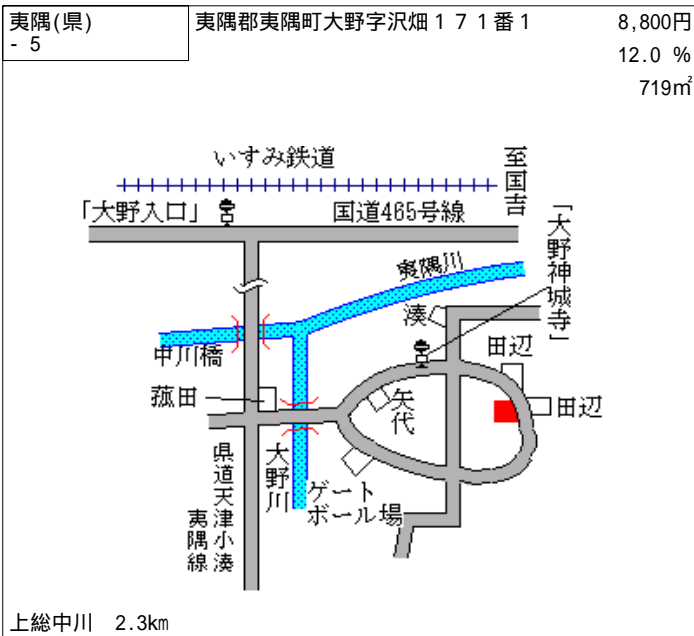 夷隅(県)
- 5
夷隅郡夷隅町大野字沢畑１７１番１
8,800円
12.0 %
719㎡
いすみ鉄道
至国吉
「大野入口」
国道465号線
「大野神城寺」
夷隅川
湊
中川橋
田辺
菰田
矢代
田辺
県道天津小湊夷隅線
大野川
ゲート
ボール場
上総中川 2.3km